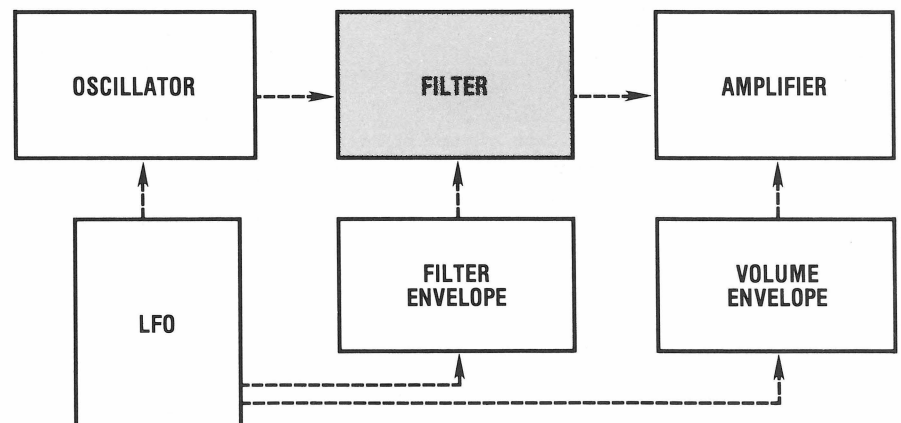 OSCILLATOR
FILTER
AMPLIFIER
LFO
FILTER
ENVELOPE
VOLUME
ENVELOPE